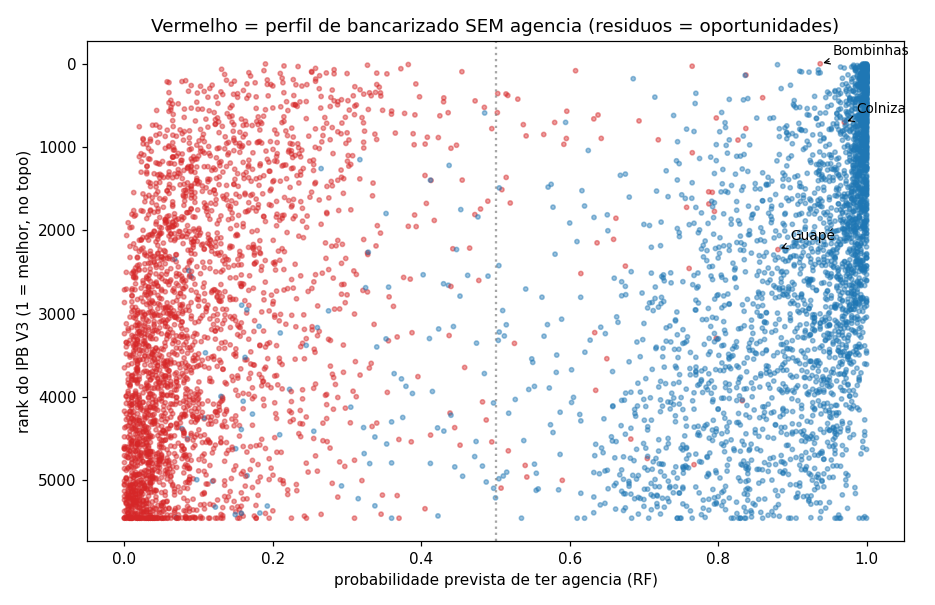 Vermelho = perfil de bancarizado SEM agencia (residuos = oportunidades)
rank do IPB V3 (1 = melhor, no topo)
0
1000
2000
3000
4000
5000
Bombinhas
Colniza
Guapé
0.0
0.2
0.4
0.6
0.8
1.0
probabilidade prevista de ter agencia (RF)